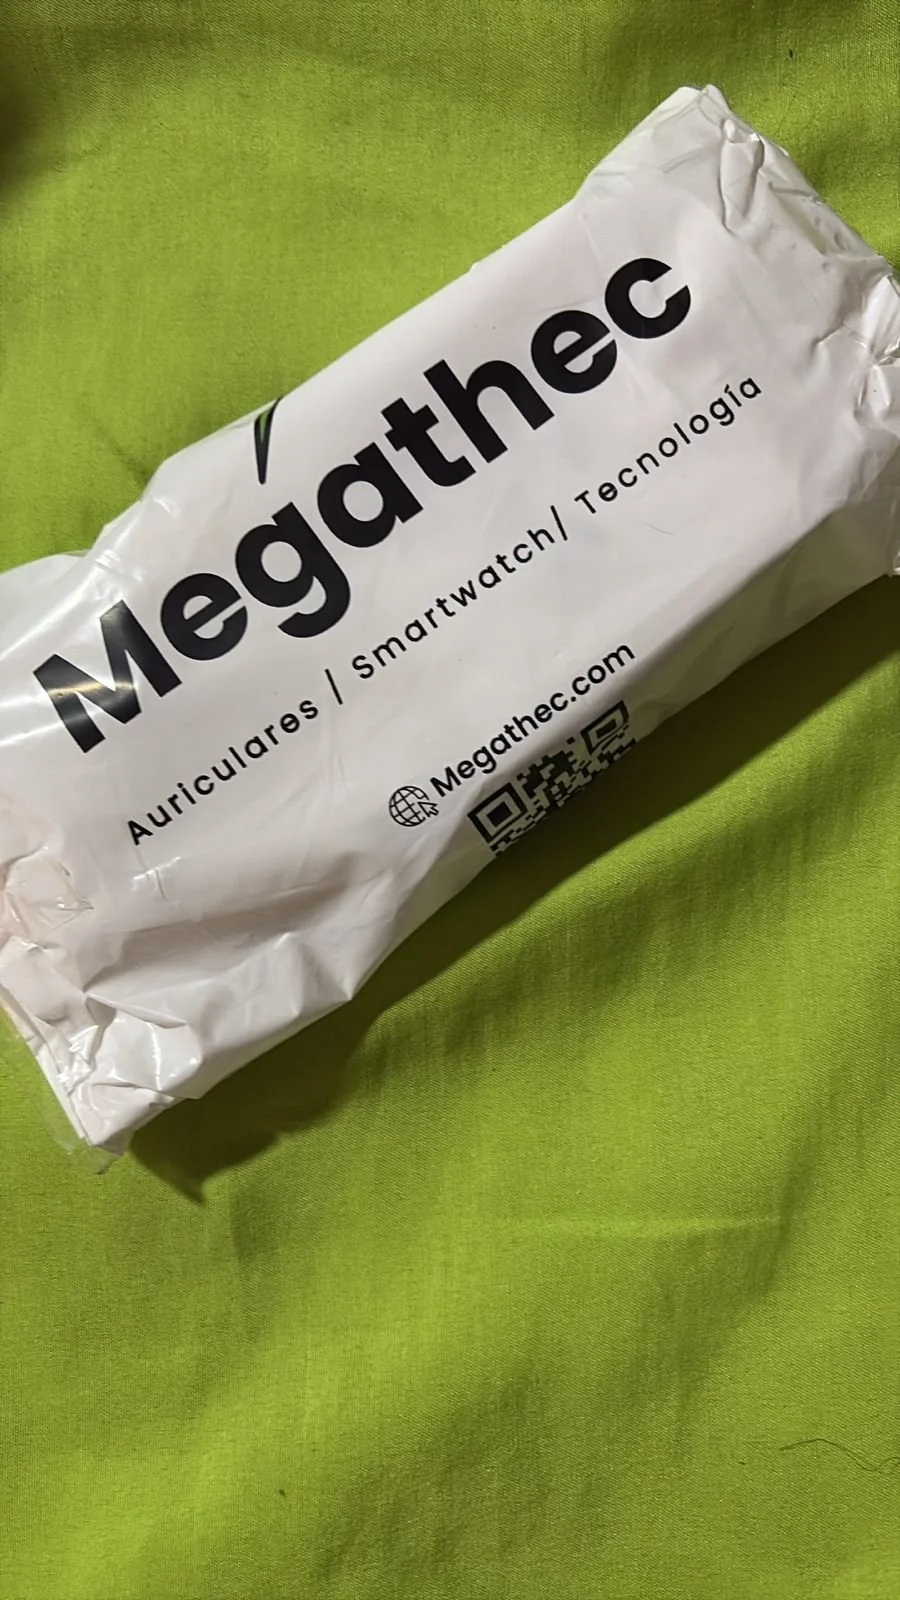 Megathec
Auriculares / Smartwatch/ Tecnología
Megathec.com